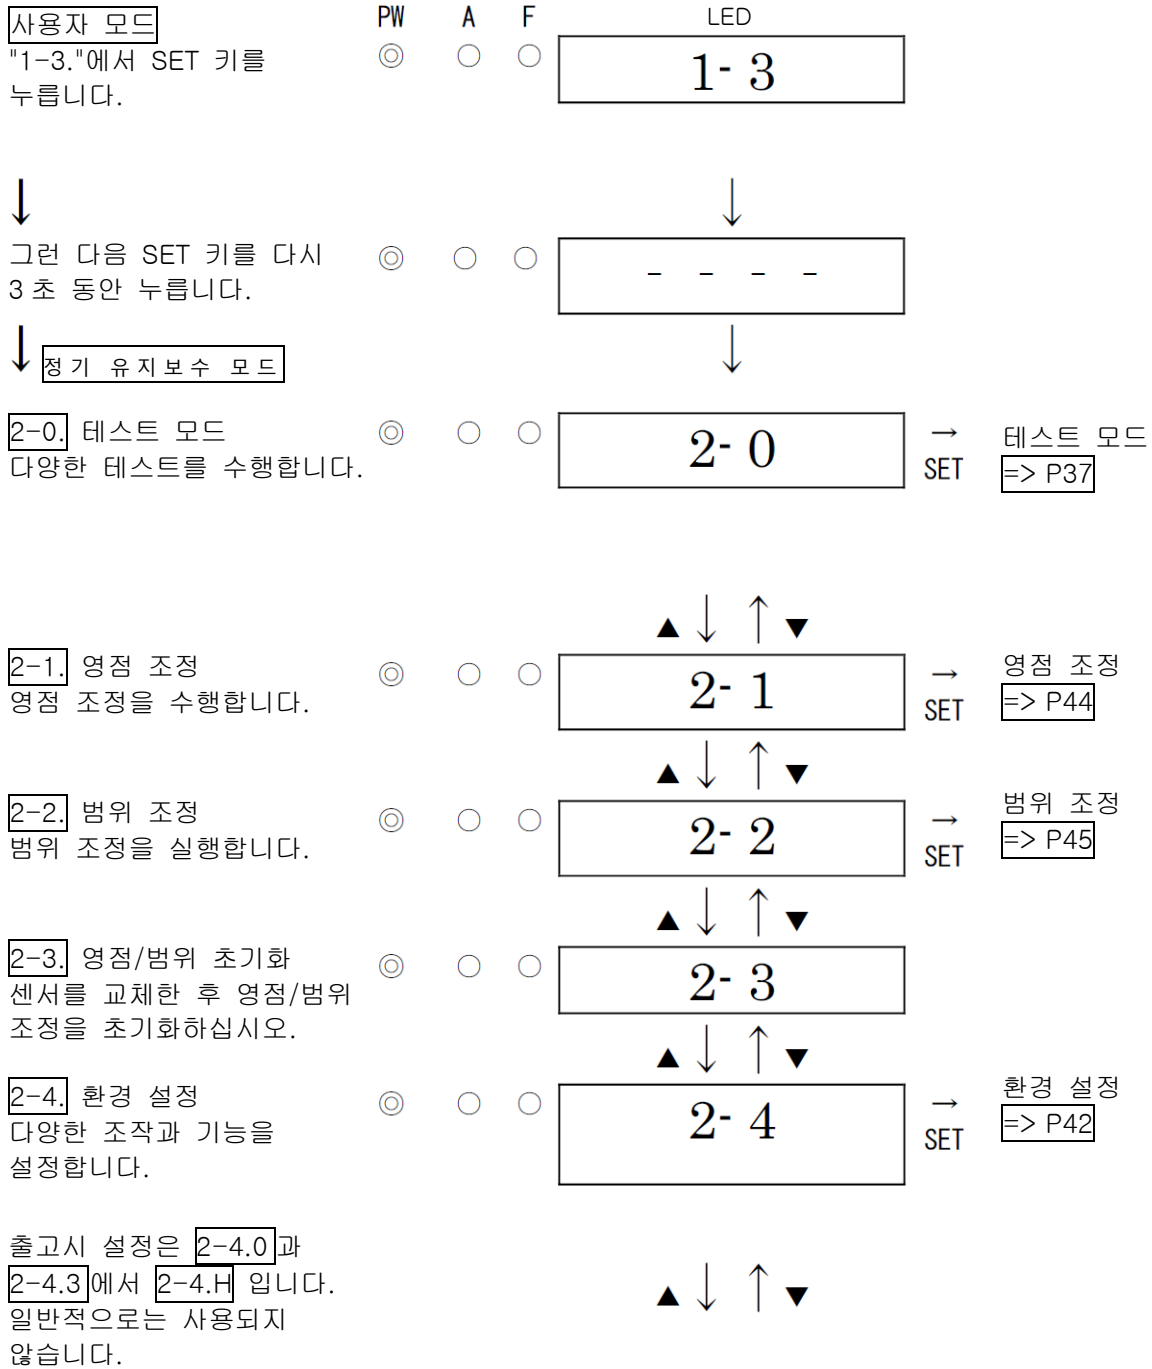 PW A F LED
사용자 모드
"1-3."에서 SET 키를
누릅니다.
◎ ○ ○ 1- 3
↓ ↓
그런 다음 SET 키를 다시
3초 동안 누릅니다.
◎ ○ ○ - - - -
↓ 정기 유지보수 모드 ↓
2-0. 테스트 모드
다양한 테스트를 수행합니다.
◎ ○ ○ 2- 0 → SET
테스트 모드
=> P37
▲↓ ↑▼
2-1. 영점 조정
영점 조정을 수행합니다.
◎ ○ ○ 2- 1 → SET
영점 조정
=> P44
▲↓ ↑▼
2-2. 범위 조정
범위 조정을 실행합니다.
◎ ○ ○ 2- 2 → SET
범위 조정
=> P45
▲↓ ↑▼
2-3. 영점/범위 초기화
센서를 교체한 후 영점/범위
조정을 초기화하십시오.
◎ ○ ○ 2- 3
▲↓ ↑▼
2-4. 환경 설정
다양한 조작과 기능을
설정합니다.
◎ ○ ○ 2- 4 → SET
환경 설정
=> P42
출고시 설정은 2-4.0과
2-4.3에서 2-4.H 입니다.
일반적으로는 사용되지
않습니다.
▲↓ ↑▼